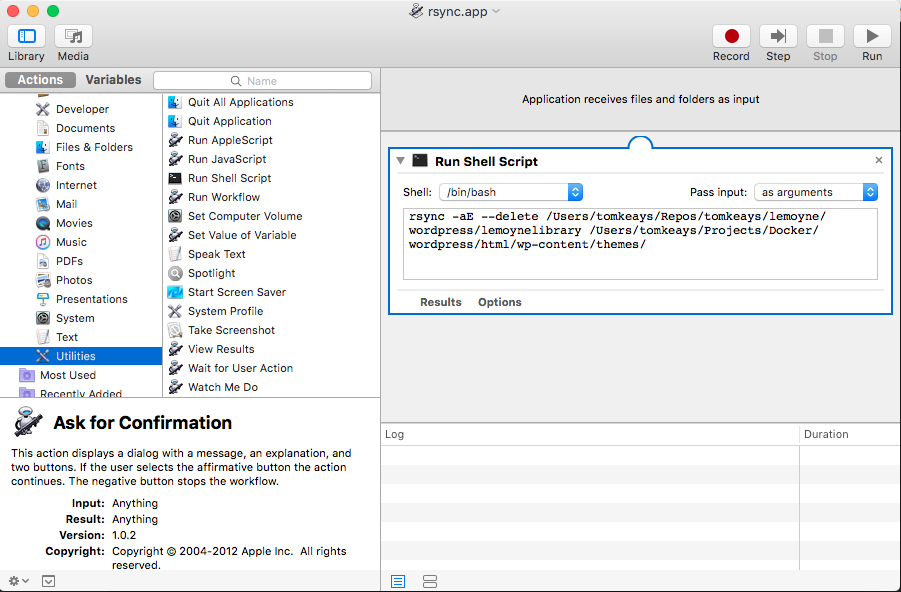 rsync.app
Library
Media
Record
Step
Stop
Run
Actions
Variables
Name
Developer
Documents
Files & Folders
Fonts
Internet
Mail
Movies
Music
PDFs
Photos
Presentations
System
Text
Utilities
Most Used
Recently Added
Quit All Applications
Quit Application
Run AppleScript
Run JavaScript
Run Shell Script
Run Workflow
Set Computer Volume
Set Value of Variable
Speak Text
Spotlight
Start Screen Saver
System Profile
Take Screenshot
View Results
Wait for User Action
Watch Me Do
Ask for Confirmation
This action displays a dialog with a message, an explanation, and
two buttons. If the user selects the affirmative button the action
continues. The negative button stops the workflow.
Input: Anything
Result: Anything
Version: 1.0.2
Copyright: Copyright © 2004-2012 Apple Inc. All rights
reserved.
Application receives files and folders as input
Run Shell Script
Shell: /bin/bash
Pass input: as arguments
rsync -aE --delete /Users/tomkeays/Repos/tomkeays/lemoyne/
wordpress/lemoynelibrary /Users/tomkeays/Projects/Docker/
wordpress/html/wp-content/themes/
Results
Options
Log
Duration